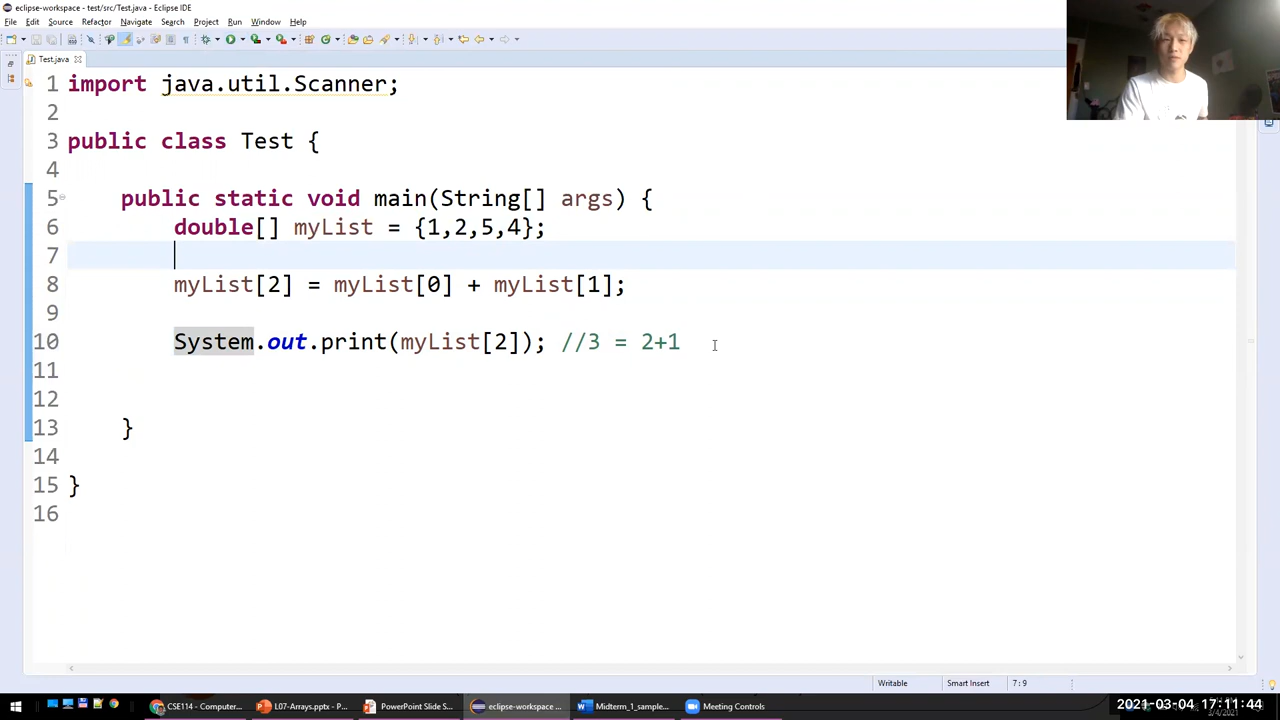 eclipse-workspace - test/src/Test.java - Eclipse IDE
File Edit Source Refactor Navigate Search Project Run Window Help
Test.java
1 import java.util.Scanner;
2
3 public class Test {
4
5 public static void main(String[] args) {
6 double[] myList = {1,2,5,4};
7
8 myList[2] = myList[0] + myList[1];
9
10 System.out.print(myList[2]); //3 = 2+1
11
12
13 }
14
15 }
16
Writable Smart Insert 7 : 9
CSE114 - Computer... L07-Arrays.pptx - P... PowerPoint Slide S... eclipse-workspace ... Midterm_1_sample... Meeting Controls
2021-03-04 17:11:44
3/4/2021